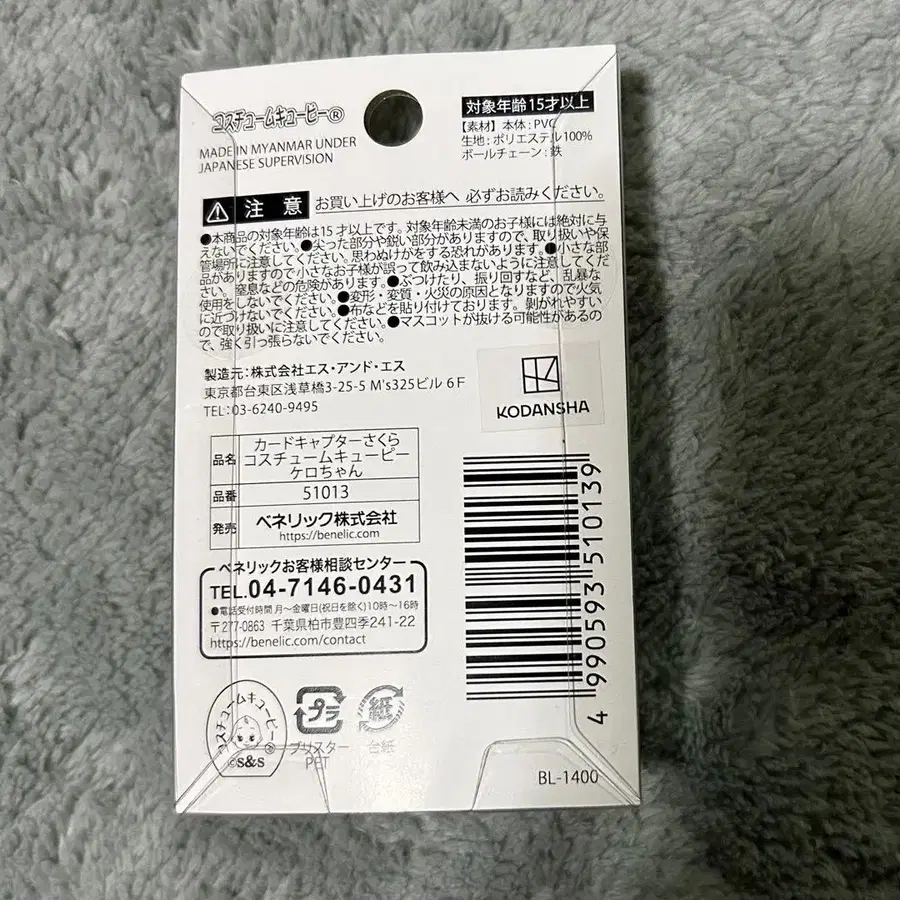 コスチュームキューピー®
MADE IN MYANMAR UNDER
JAPANESE SUPERVISION
対象年齢15才以上
【素材】本体：PVC
生地：ポリエステル100%
ボールチェーン：鉄
注意 お買い上げのお客様へ 必ずお読みください。
●本商品の対象年齢は15才以上です。対象年齢未満のお子様には絶対に与
えないでください。●尖った部分や鋭い部分がありますので、取り扱いや保
管場所に注意してください。思わぬけがをする恐れがあります。●小さな部
品がありますので小さなお子様が誤って飲み込まないように注意してくだ
さい。窒息などの危険があります。●ぶつけたり、振り回すなど、乱暴な
使用をしないでください。●変形・変質・火災の原因となりますので火気
に近づけないでください。●布などを貼り付けております。剝がれやすい
ので取り扱いに注意してください。●マスコットが抜ける可能性があるの
で、強く引っ張らないでください。
製造元：株式会社エス・アンド・エス
東京都台東区浅草橋3-25-5 M's325ビル 6F
TEL：03-6240-9495
KODANSHA
品名 カードキャプターさくら
コスチュームキューピー
ケロちゃん
品番 51013
発売 ベネリック株式会社
https://benelic.com
ベネリックお客様相談センター
TEL.04-7146-0431
●電話受付時間 月～金曜日(祝日を除く)10時～16時
〒277-0863 千葉県柏市豊四季241-22
https://benelic.com/contact
4 990593 510139
コスチュームキューピー®
©S&S
プラ
ブリスター
PET
紙
台紙
BL-1400